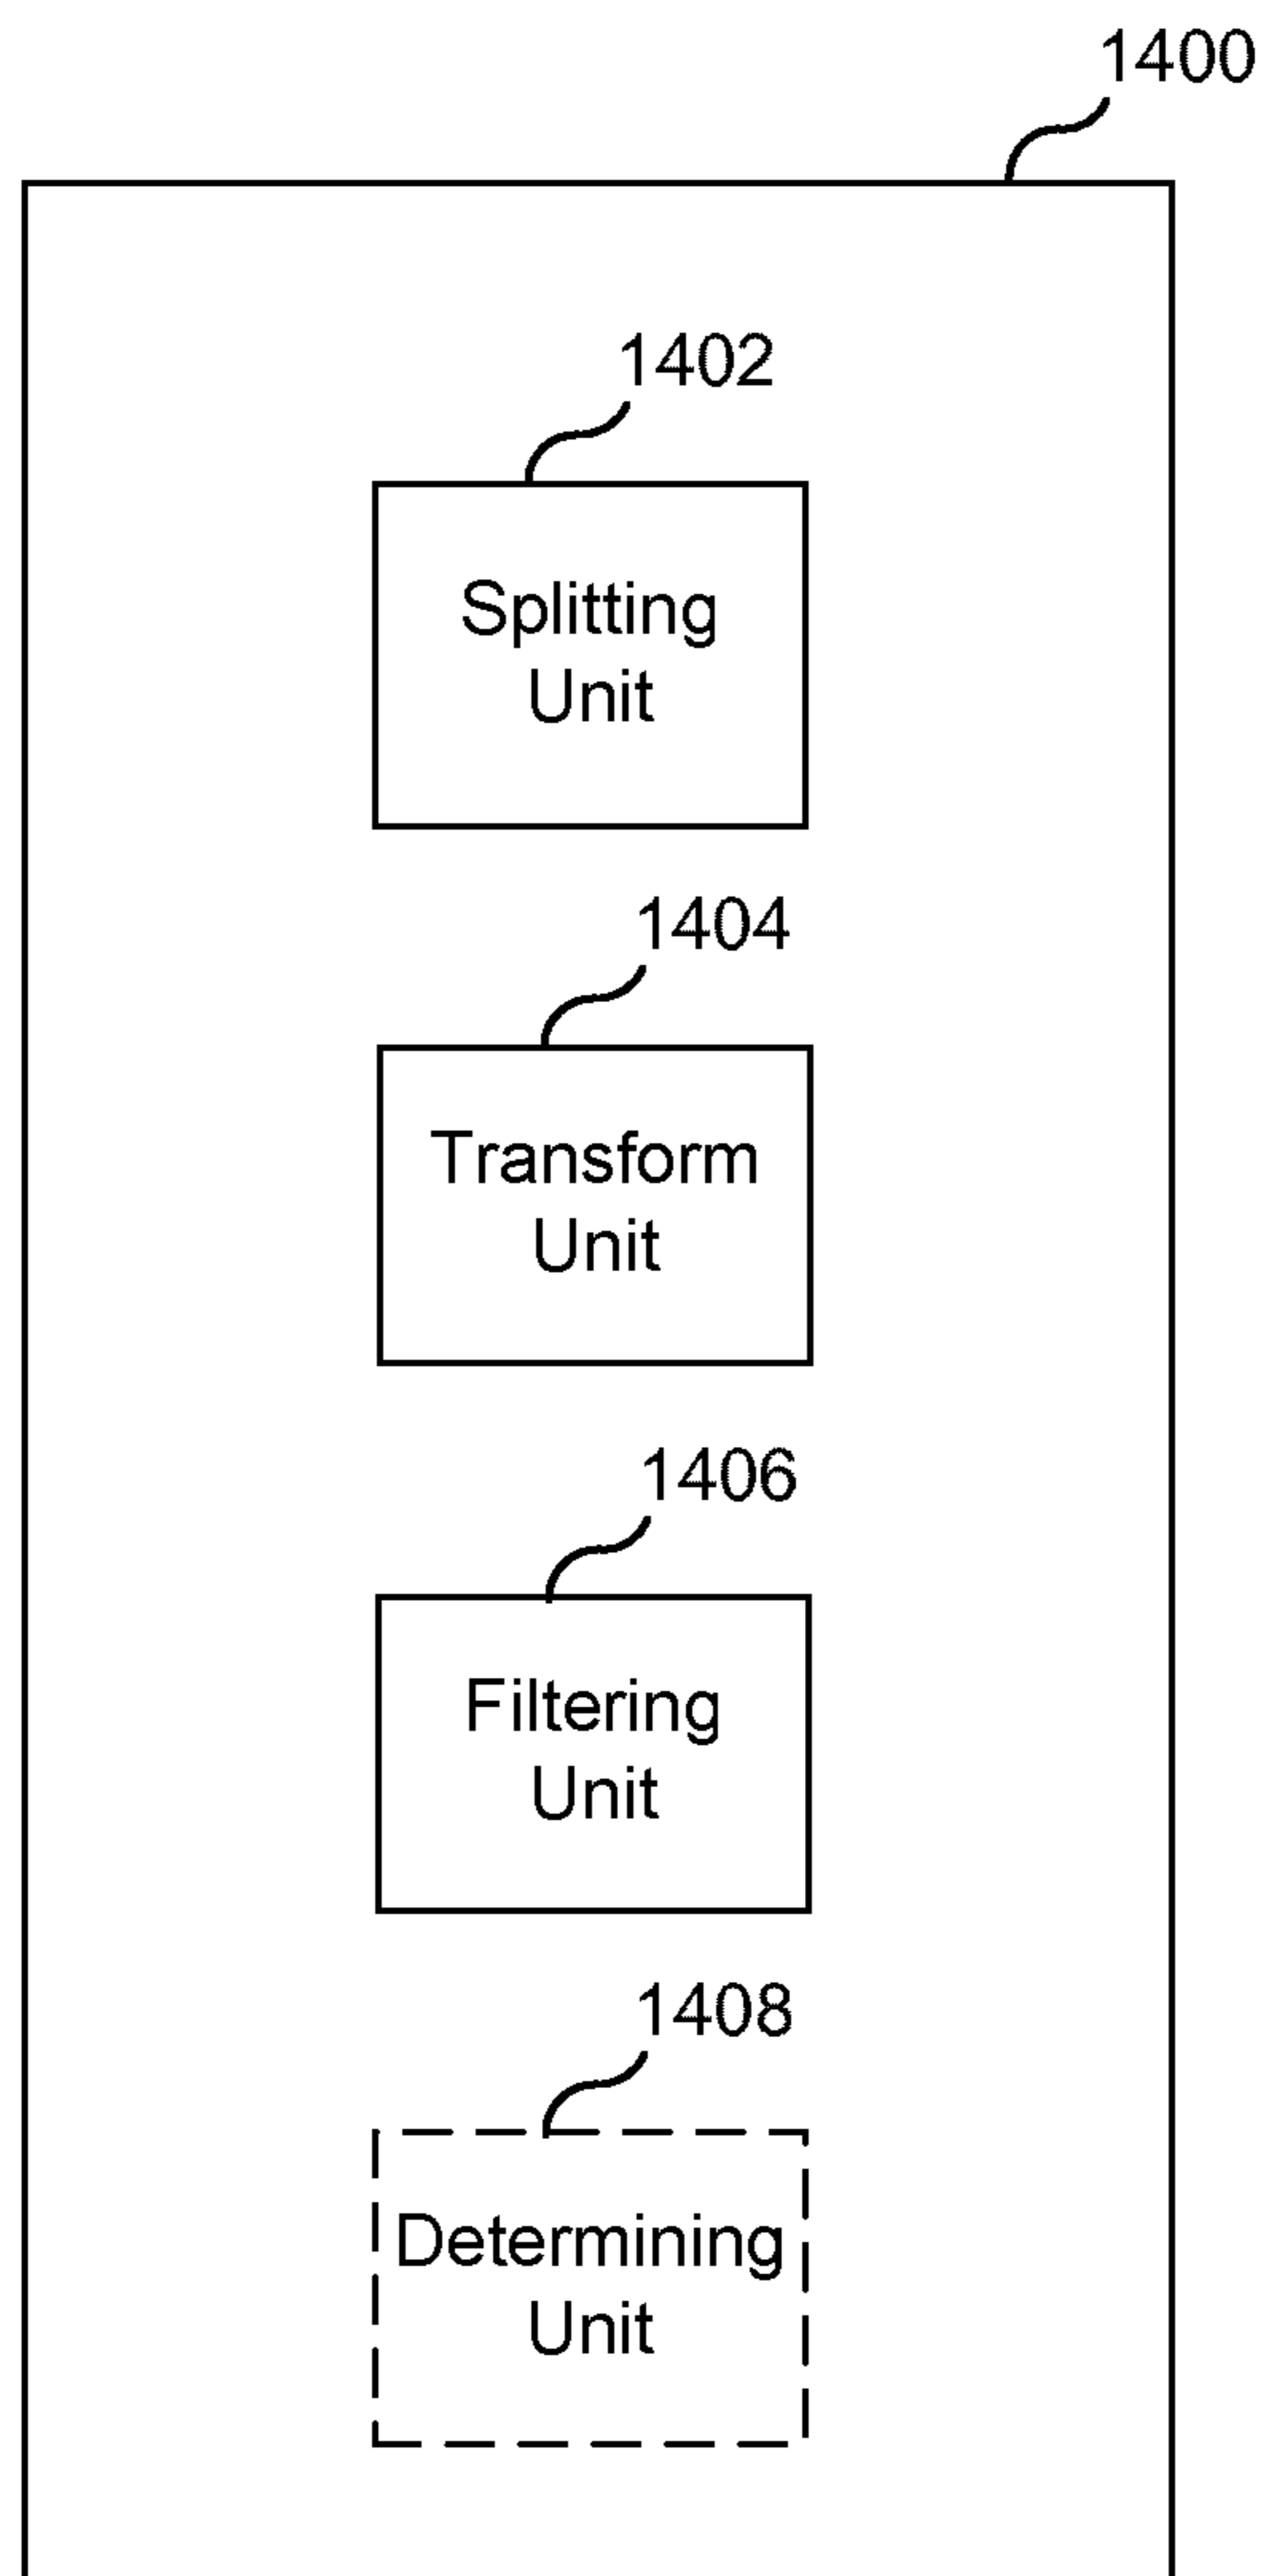 1400
1402
Splitting
Unit
1404
Transform
Unit
1406
Filtering
Unit
1408
Determining
Unit